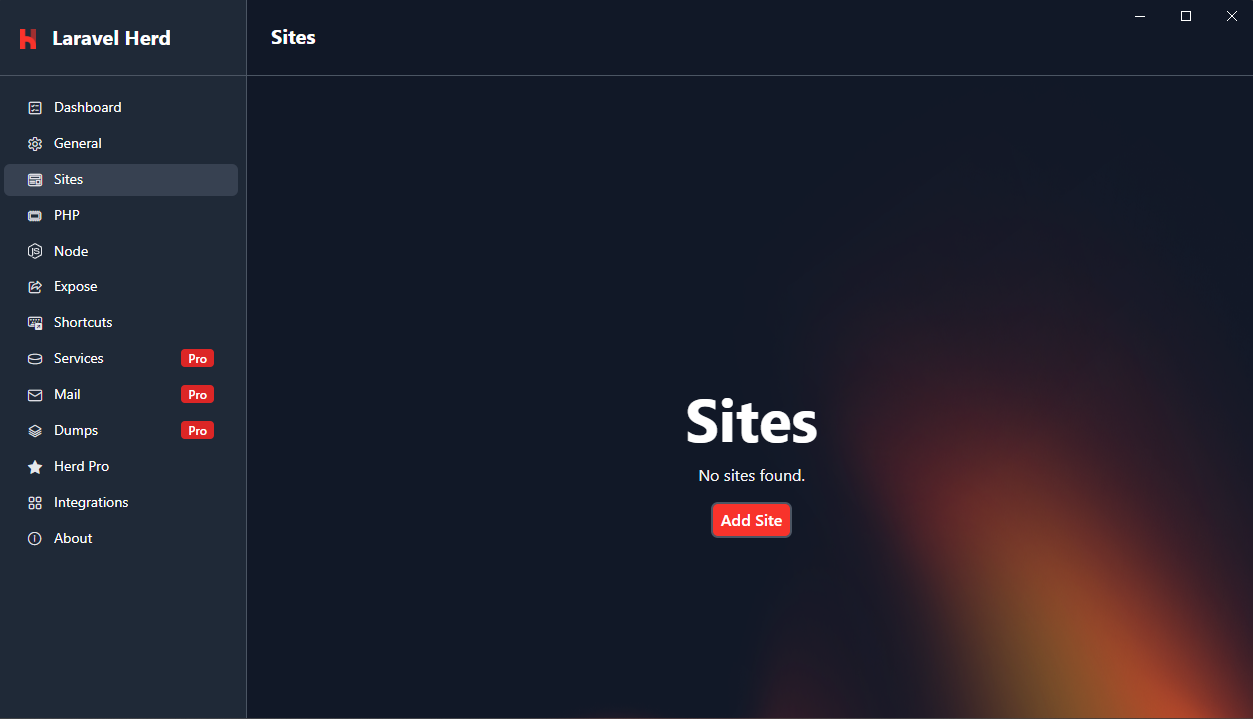 Laravel Herd
Sites
Dashboard
General
Sites
PHP
Node
Expose
Shortcuts
Services Pro
Mail Pro
Dumps Pro
Herd Pro
Integrations
About
Sites
No sites found.
Add Site